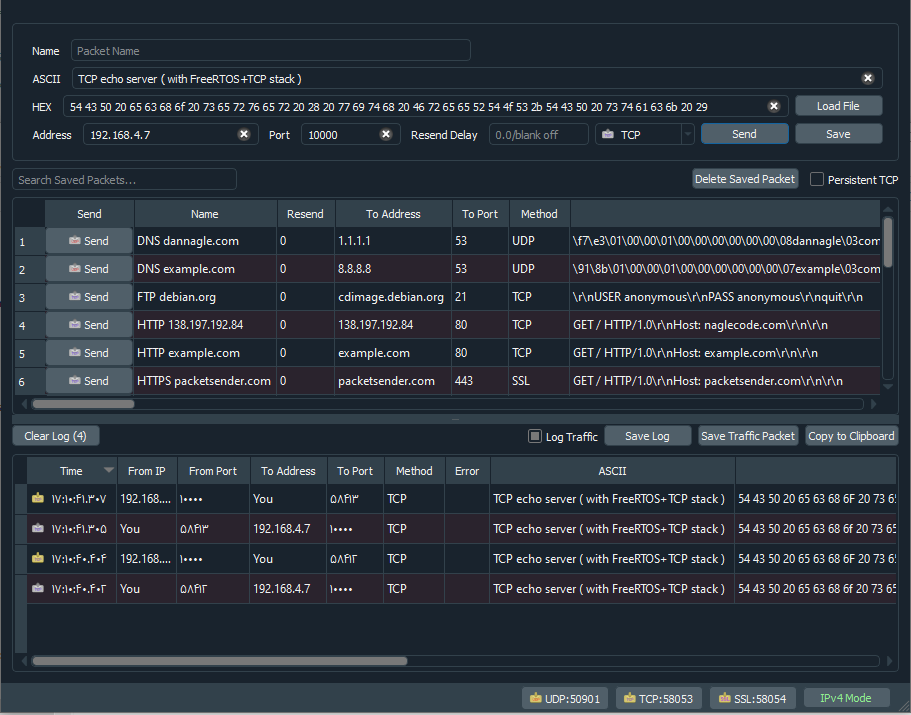 Name Packet Name
ASCII TCP echo server ( with FreeRTOS+TCP stack )
HEX 54 43 50 20 65 63 68 6f 20 73 65 72 76 65 72 20 28 20 77 69 74 68 20 46 72 65 65 52 54 4f 53 2b 54 43 50 20 73 74 61 63 6b 20 29 Load File
Address 192.168.4.7 Port 10000 Resend Delay 0.0/blank off TCP Send Save
Search Saved Packets... Delete Saved Packet Persistent TCP
Send Name Resend To Address To Port Method
1 Send DNS dannagle.com 0 1.1.1.1 53 UDP \f7\e3\01\00\00\01\00\00\00\00\00\00\08dannagle\03com
2 Send DNS example.com 0 8.8.8.8 53 UDP \91\8b\01\00\00\01\00\00\00\00\00\00\07example\03com
3 Send FTP debian.org 0 cdimage.debian.org 21 TCP \r\nUSER anonymous\r\nPASS anonymous\r\nquit\r\n
4 Send HTTP 138.197.192.84 0 138.197.192.84 80 TCP GET / HTTP/1.0\r\nHost: naglecode.com\r\n\r\n
5 Send HTTP example.com 0 example.com 80 TCP GET / HTTP/1.0\r\nHost: example.com\r\n\r\n
6 Send HTTPS packetsender.com 0 packetsender.com 443 SSL GET / HTTP/1.0\r\nHost: packetsender.com\r\n\r\n
Clear Log (4) Log Traffic Save Log Save Traffic Packet Copy to Clipboard
Time From IP From Port To Address To Port Method Error ASCII
۱۷:۱۰:۴۱.۳۰۷ 192.168.... ۱۰۰۰۰ You ۵۸۴۱۳ TCP TCP echo server ( with FreeRTOS+TCP stack ) 54 43 50 20 65 63 68 6F 20 73 65
۱۷:۱۰:۴۱.۳۰۵ You ۵۸۴۱۳ 192.168.4.7 ۱۰۰۰۰ TCP TCP echo server ( with FreeRTOS+TCP stack ) 54 43 50 20 65 63 68 6f 20 73 65
۱۷:۱۰:۴۰.۴۰۴ 192.168.... ۱۰۰۰۰ You ۵۸۴۱۲ TCP TCP echo server ( with FreeRTOS+TCP stack ) 54 43 50 20 65 63 68 6F 20 73 65
۱۷:۱۰:۴۰.۴۰۲ You ۵۸۴۱۲ 192.168.4.7 ۱۰۰۰۰ TCP TCP echo server ( with FreeRTOS+TCP stack ) 54 43 50 20 65 63 68 6f 20 73 65
UDP:50901 TCP:58053 SSL:58054 IPv4 Mode